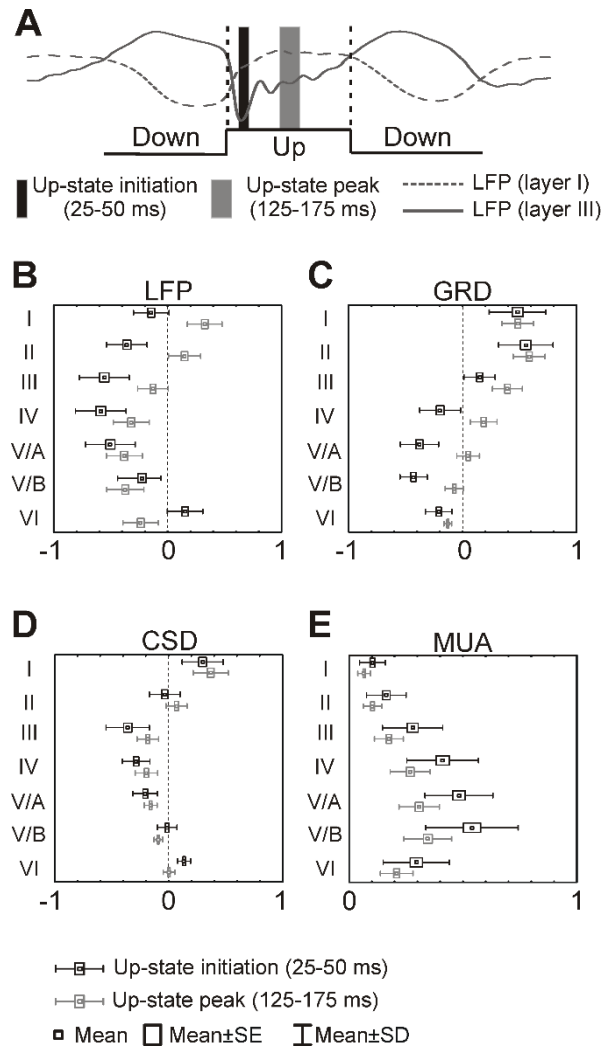 A
Down
Up
Down
Up-state initiation
(25-50 ms)
Up-state peak
(125-175 ms)
LFP (layer I)
LFP (layer III)
B
LFP
I
II
III
IV
V/A
V/B
VI
-1
0
1
C
GRD
I
II
III
IV
V/A
V/B
VI
-1
0
1
D
CSD
I
II
III
IV
V/A
V/B
VI
-1
0
1
E
MUA
I
II
III
IV
V/A
V/B
VI
0
1
Up-state initiation (25-50 ms)
Up-state peak (125-175 ms)
Mean Mean±SE Mean±SD